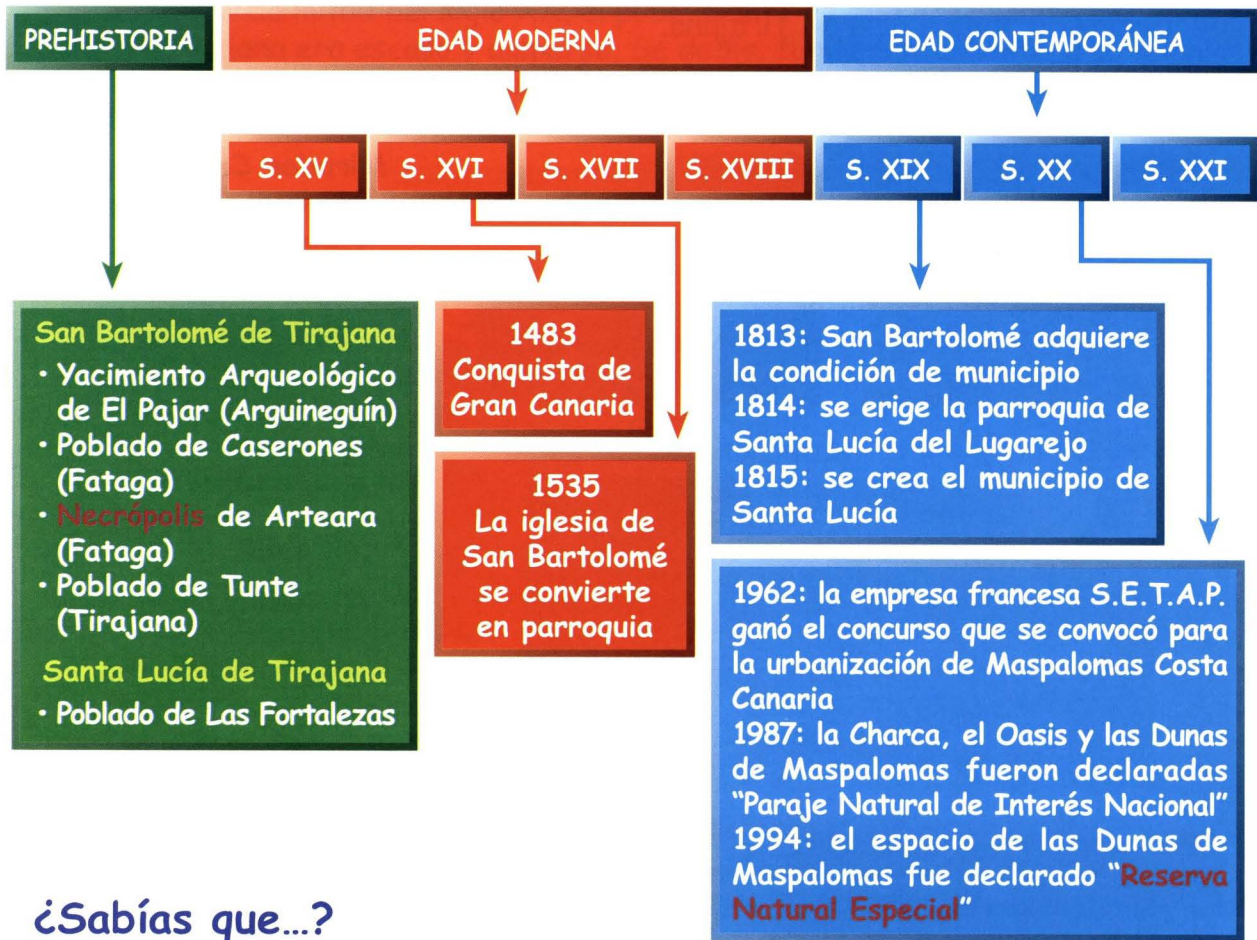 PREHISTORIA
EDAD MODERNA
EDAD CONTEMPORÁNEA
S. XV
S. XVI
S. XVII
S. XVIII
S. XIX
S. XX
S. XXI
San Bartolomé de Tirajana
· Yacimiento Arqueológico
de El Pajar (Arguineguín)
· Poblado de Caserones
(Fataga)
· Necrópolis de Arteara
(Fataga)
· Poblado de Tunte
(Tirajana)
Santa Lucía de Tirajana
· Poblado de Las Fortalezas
1483
Conquista de
Gran Canaria
1535
La iglesia de
San Bartolomé
se convierte
en parroquia
1813: San Bartolomé adquiere
la condición de municipio
1814: se erige la parroquia de
Santa Lucía del Lugarejo
1815: se crea el municipio de
Santa Lucía
1962: la empresa francesa S.E.T.A.P.
ganó el concurso que se convocó para
la urbanización de Maspalomas Costa
Canaria
1987: la Charca, el Oasis y las Dunas
de Maspalomas fueron declaradas
"Paraje Natural de Interés Nacional"
1994: el espacio de las Dunas de
Maspalomas fue declarado "Reserva
Natural Especial"
¿Sabías que...?